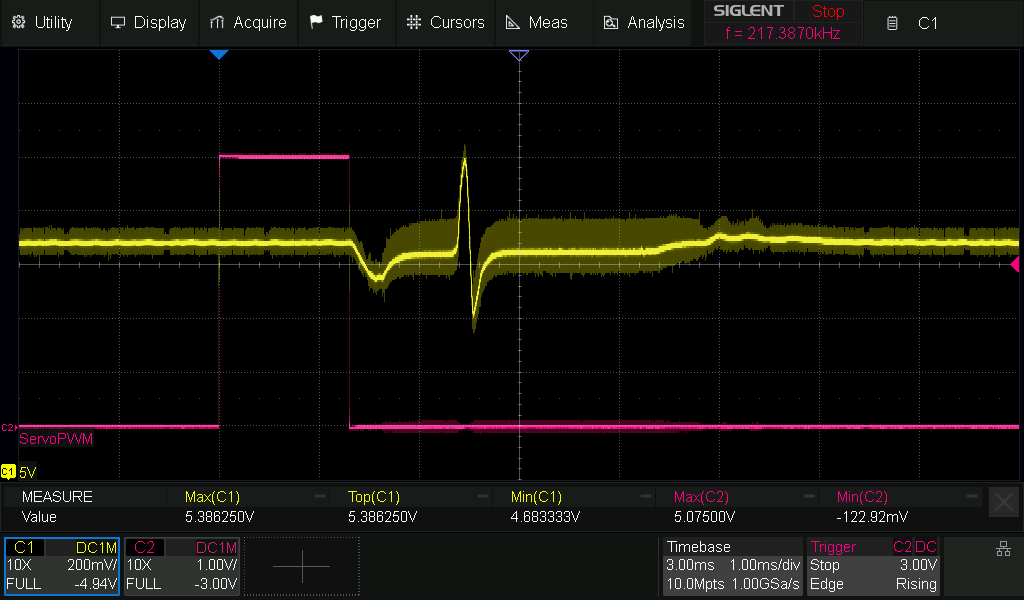 Utility Display Acquire Trigger Cursors Meas Analysis SIGLENT Stop C1
f = 217.3870kHz
C2
ServoPWM
C1 5V
MEASURE Max(C1) Top(C1) Min(C1) Max(C2) Min(C2)
Value 5.386250V 5.386250V 4.683333V 5.07500V -122.92mV
C1 DC1M C2 DC1M Timebase Trigger C2 DC
10X 200mV/ 10X 1.00V/ 3.00ms 1.00ms/div Stop 3.00V
FULL -4.94V FULL -3.00V 10.0Mpts 1.00GSa/s Edge Rising